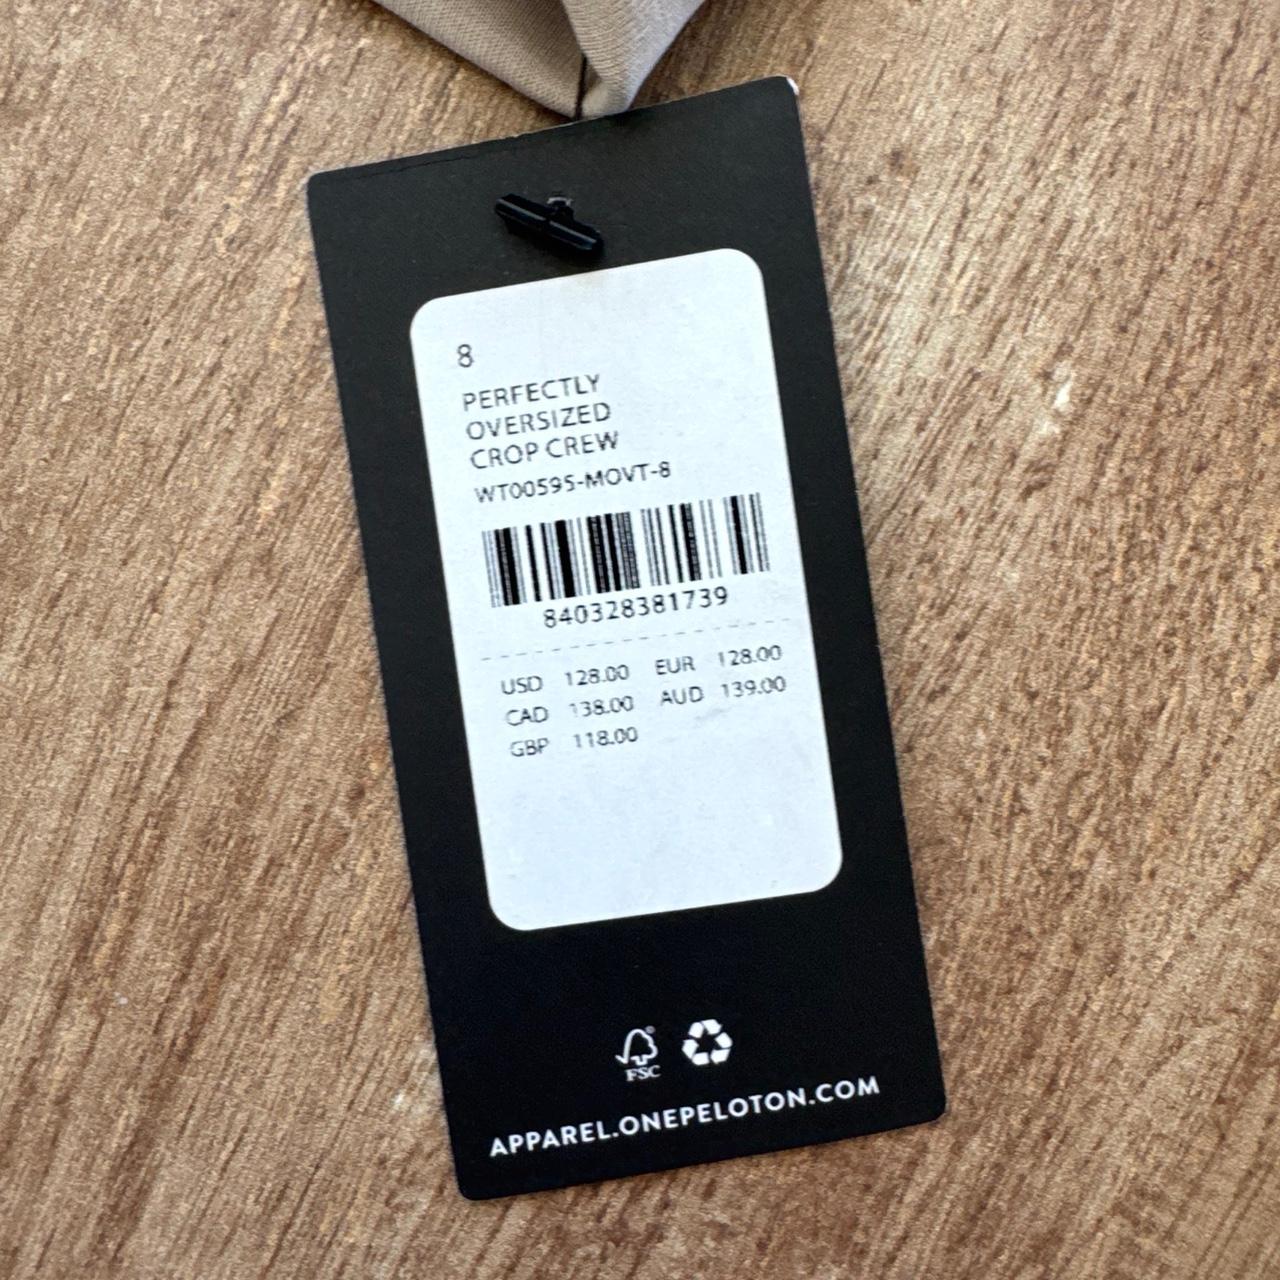 8
PERFECTLY
OVERSIZED
CROP CREW
WT00595-MOVT-8
840328381739
USD 128.00 EUR 128.00
CAD 138.00 AUD 139.00
GBP 118.00
FSC
APPAREL.ONEPELOTON.COM